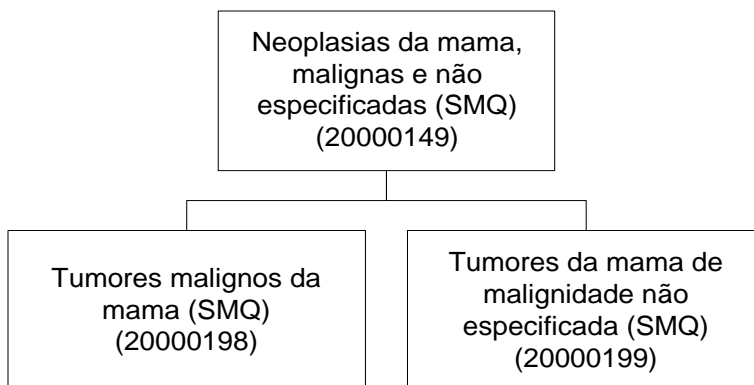 Neoplasias da mama,
malignas e não
especificadas (SMQ)
(20000149)
Tumores malignos da
mama (SMQ)
(20000198)
Tumores da mama de
malignidade não
especificada (SMQ)
(20000199)